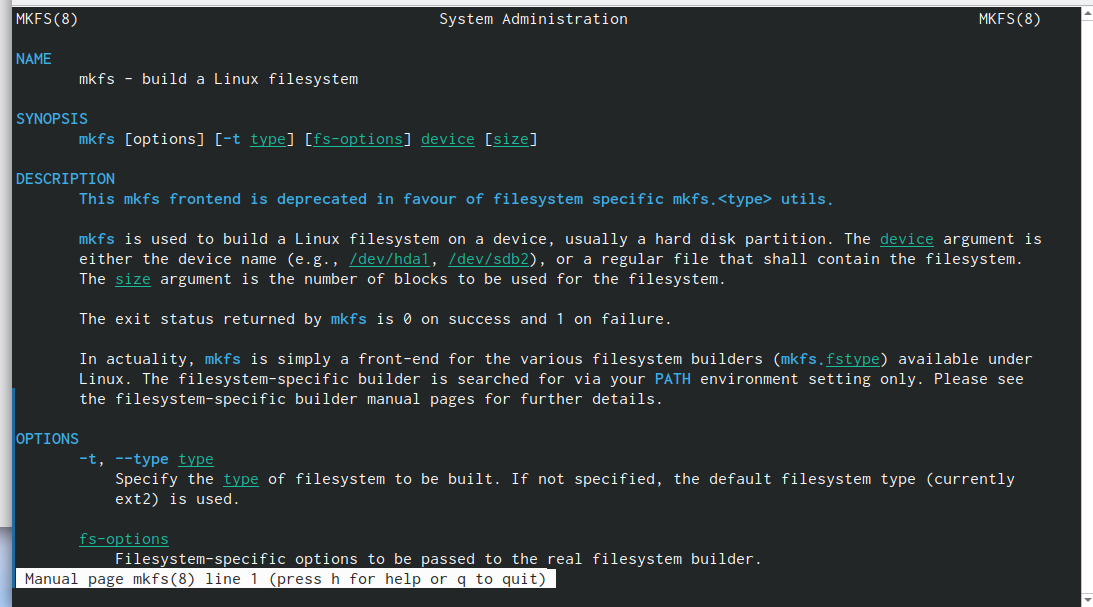 MKFS(8) System Administration MKFS(8)
NAME
mkfs - build a Linux filesystem
SYNOPSIS
mkfs [options] [-t type] [fs-options] device [size]
DESCRIPTION
This mkfs frontend is deprecated in favour of filesystem specific mkfs.<type> utils.
mkfs is used to build a Linux filesystem on a device, usually a hard disk partition. The device argument is
either the device name (e.g., /dev/hda1, /dev/sdb2), or a regular file that shall contain the filesystem.
The size argument is the number of blocks to be used for the filesystem.
The exit status returned by mkfs is 0 on success and 1 on failure.
In actuality, mkfs is simply a front-end for the various filesystem builders (mkfs.fstype) available under
Linux. The filesystem-specific builder is searched for via your PATH environment setting only. Please see
the filesystem-specific builder manual pages for further details.
OPTIONS
-t, --type type
Specify the type of filesystem to be built. If not specified, the default filesystem type (currently
ext2) is used.
fs-options
Filesystem-specific options to be passed to the real filesystem builder.
Manual page mkfs(8) line 1 (press h for help or q to quit)